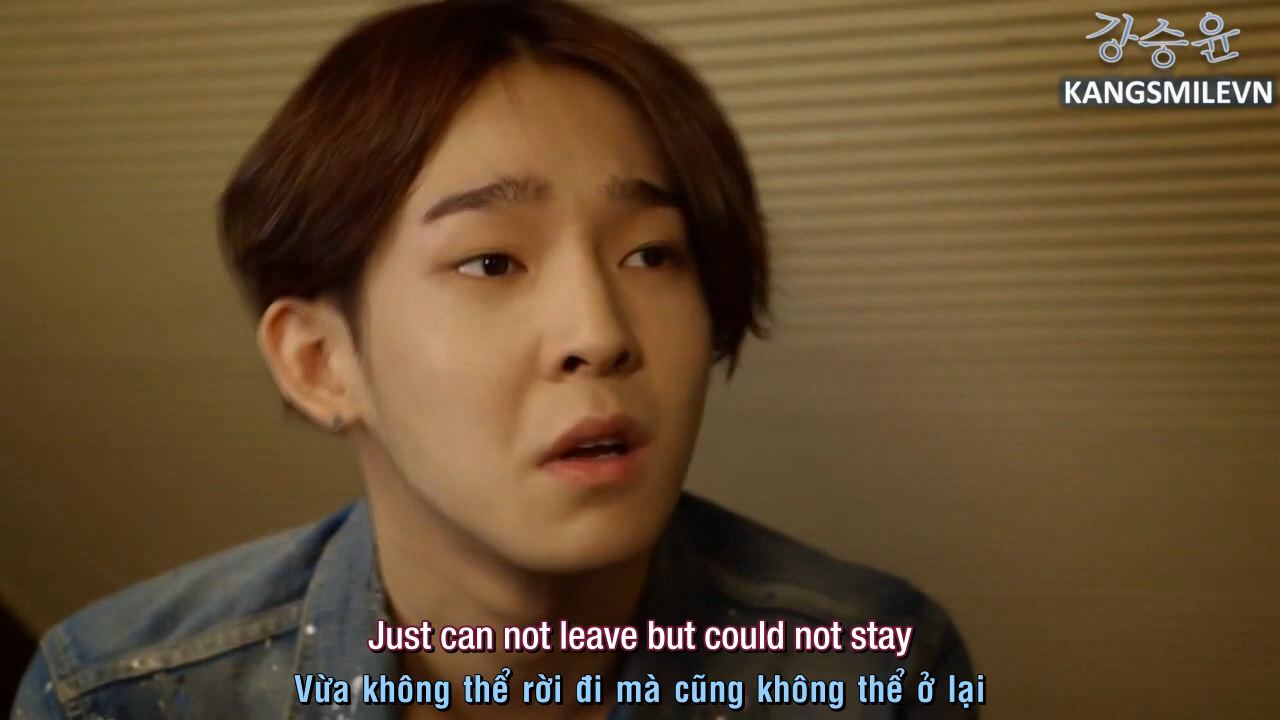 강승윤
KANGSMILEVN
Just can not leave but could not stay
Vừa không thể rời đi mà cũng không thể ở lại